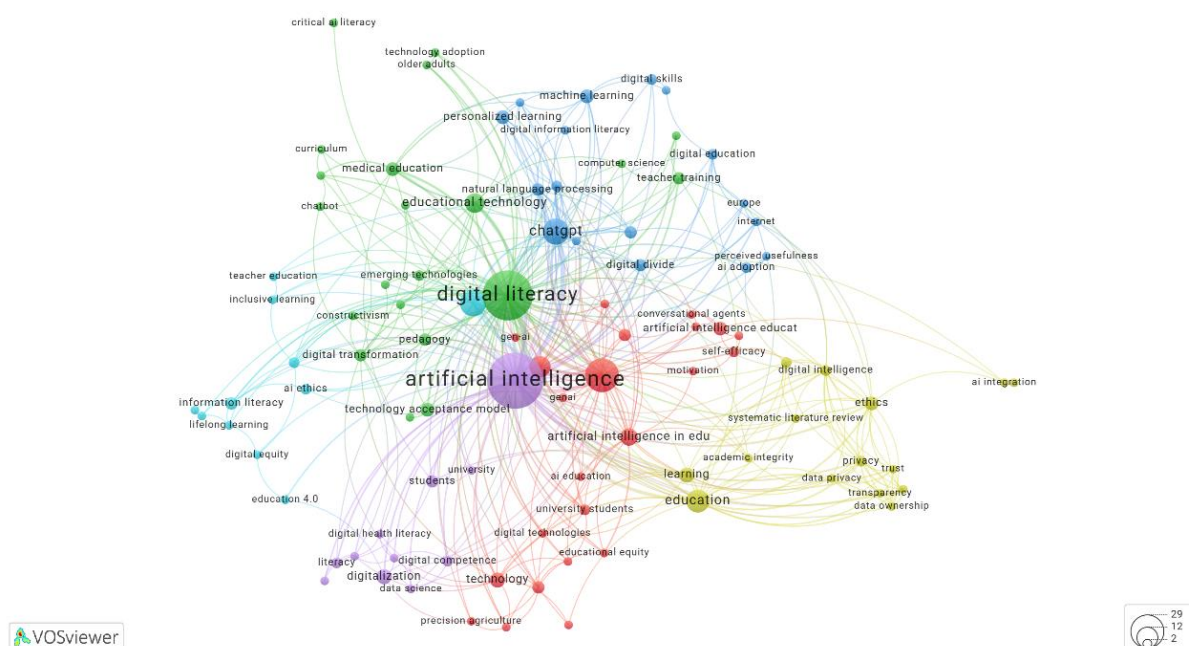 critical ai literacy
technology adoption
older adults
digital skills
machine learning
personalized learning
digital information literacy
curriculum
medical education
computer science
digital education
teacher training
natural language processing
educational technology
chatbot
europe
internet
chatgpt
perceived usefulness
ai adoption
digital divide
teacher education
emerging technologies
inclusive learning
digital literacy
constructivism
conversational agents
artificial intelligence educat
gen-ai
pedagogy
digital transformation
self-efficacy
motivation
digital intelligence
artificial intelligence
ai integration
ai ethics
genai
information literacy
technology acceptance model
ethics
systematic literature review
lifelong learning
artificial intelligence in edu
digital equity
academic integrity
privacy
trust
university
students
ai education
learning
data privacy
transparency
education 4.0
education
data ownership
university students
digital health literacy
digital technologies
educational equity
literacy
digital competence
digitalization
technology
data science
precision agriculture
VOSviewer
29
12
2